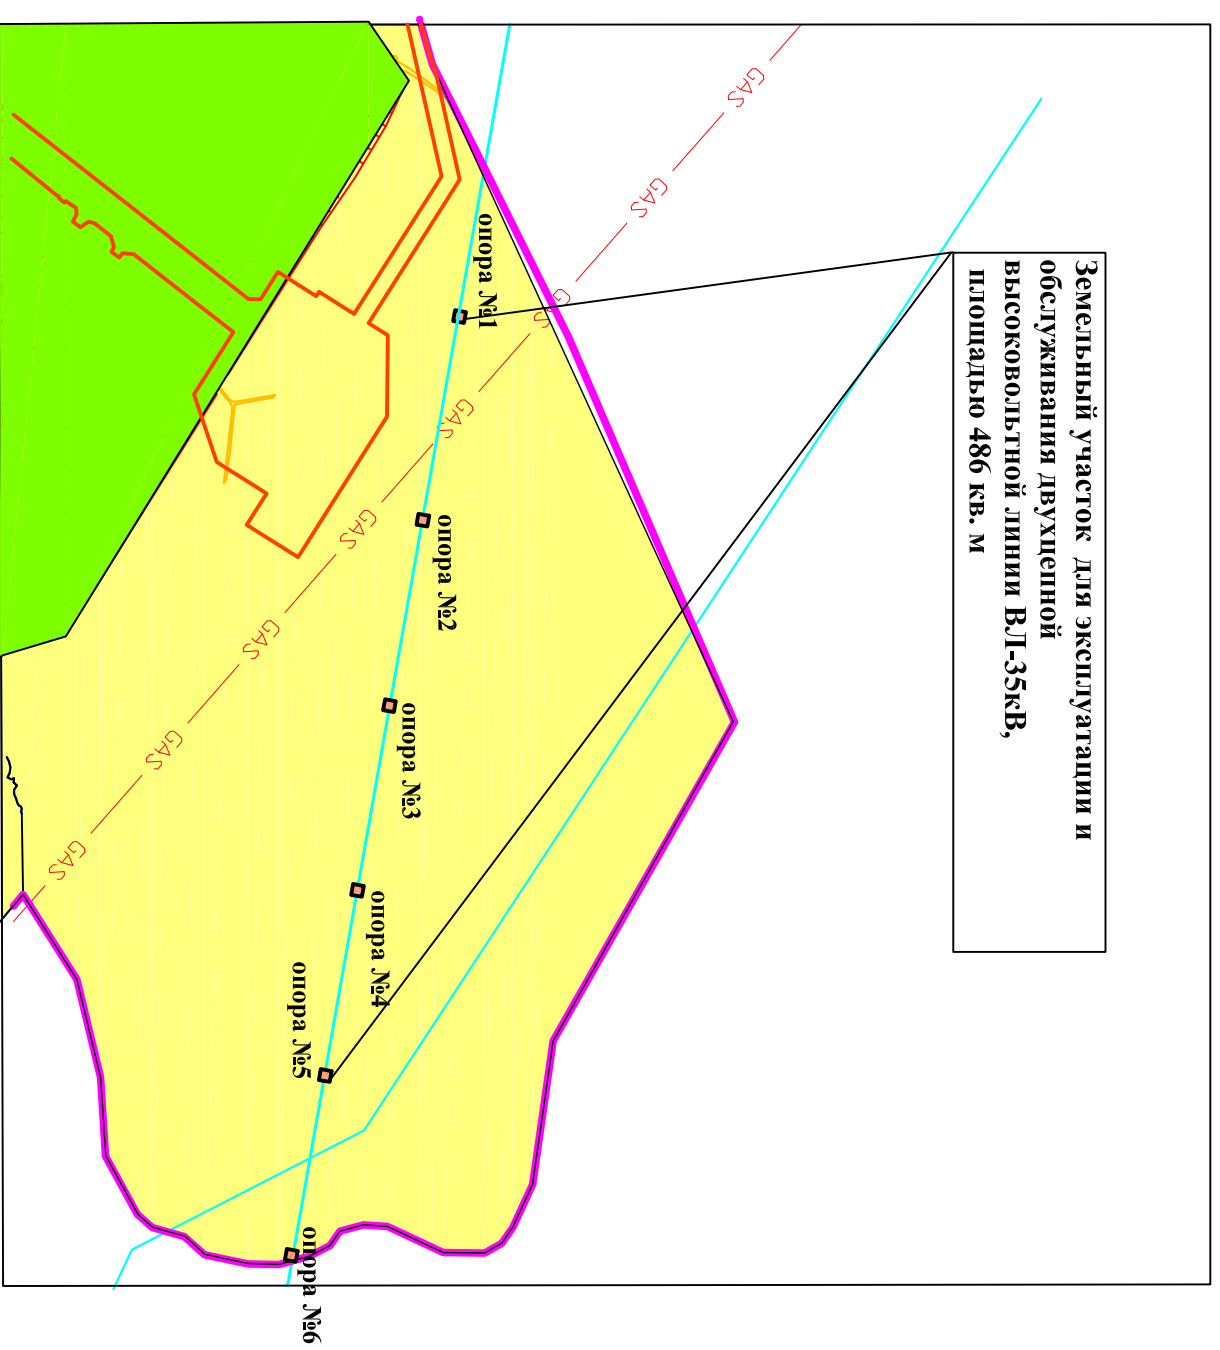 Земельный участок для эксплуатации и
обслуживания двухцепной
высоковольтной линии ВЛ-35кВ,
площадью 486 кв. м
опора №1
опора №2
опора №3
опора №4
опора №5
опора №6
GAS
GAS
GAS
GAS
GAS
GAS
GAS
GAS